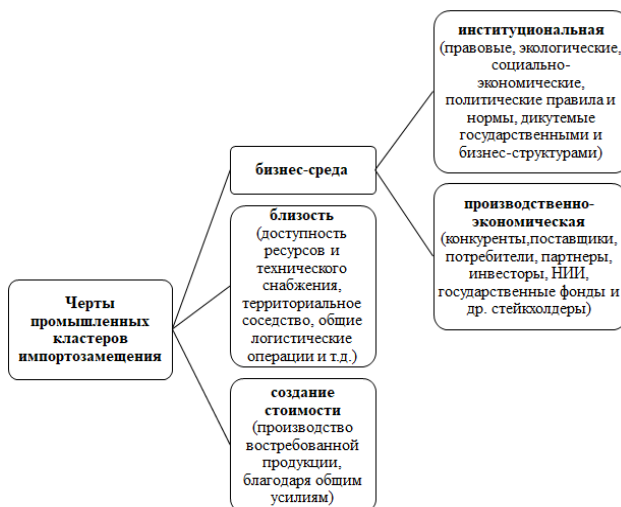 институциональная
(правовые, экологические,
социально-
экономические,
политические правила и
нормы, дикутемые
государственными и
бизнес-структурами)
бизнес-среда
производственно-
экономическая
(конкуренты,поставщики,
потребители, партнеры,
инвесторы, НИИ,
государственные фонды и
др. стейкхолдеры)
близость
(доступность
ресурсов и
технического
снабжения,
территориальное
соседство, общие
логистические
операции и т.д.)
Черты
промышленных
кластеров
импортозамещения
создание
стоимости
(производство
востребованной
продукции,
благодаря общим
усилиям)